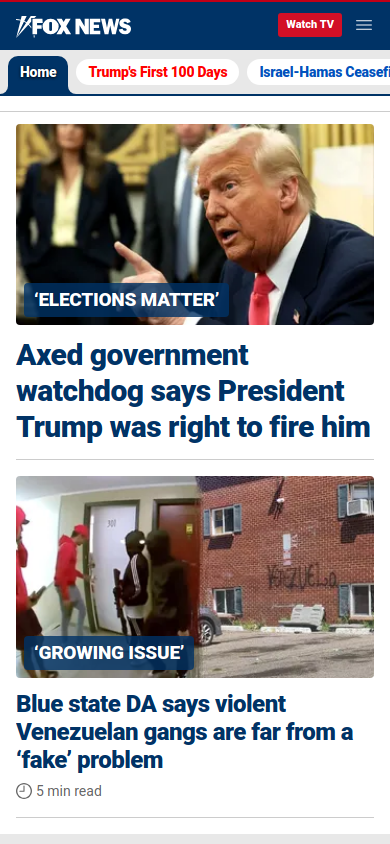 FOX NEWS
Watch TV
Home
Trump's First 100 Days
Israel-Hamas Ceasefi
‘ELECTIONS MATTER’
Axed government
watchdog says President
Trump was right to fire him
301
VENEZUELA
‘GROWING ISSUE’
Blue state DA says violent
Venezuelan gangs are far from a
‘fake’ problem
5 min read